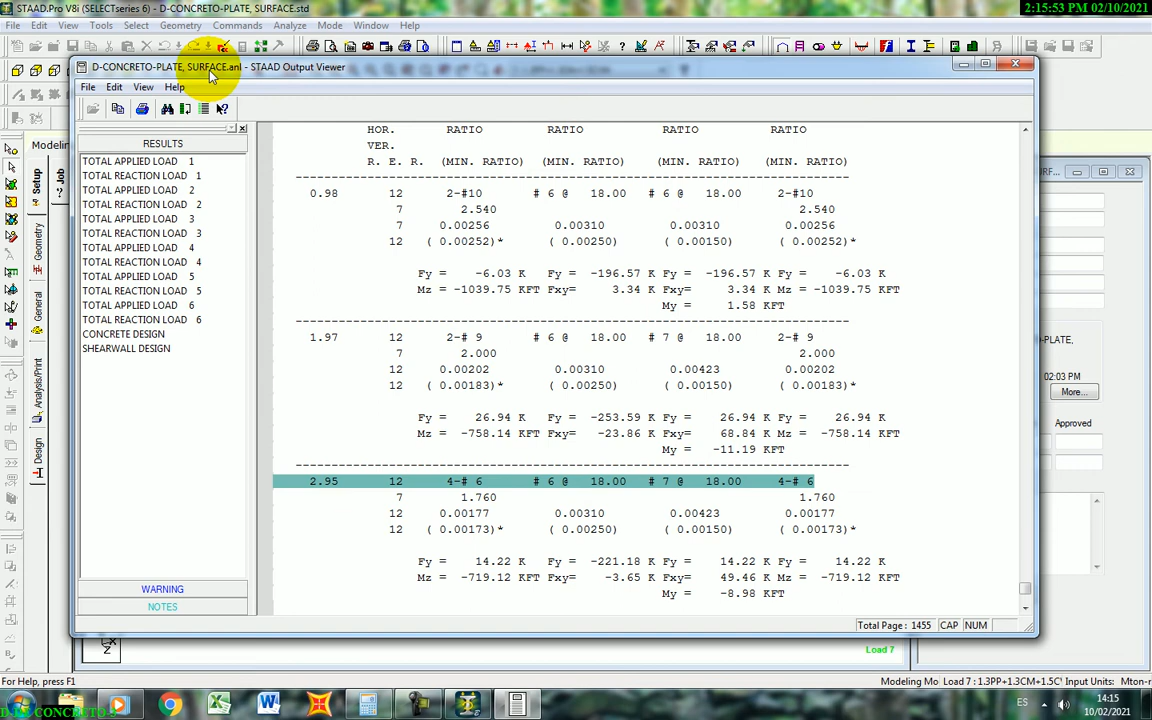 STAAD.Pro V8i (SELECTseries 6) - D-CONCRETO-PLATE, SURFACE.std
2:15:53 PM 02/10/2021
File Edit View Tools Select Geometry Commands Analyze Mode Window Help
D-CONCRETO-PLATE, SURFACE.anl - STAAD Output Viewer
File Edit View Help
RESULTS
TOTAL APPLIED LOAD 1
TOTAL REACTION LOAD 1
TOTAL APPLIED LOAD 2
TOTAL REACTION LOAD 2
TOTAL APPLIED LOAD 3
TOTAL REACTION LOAD 3
TOTAL APPLIED LOAD 4
TOTAL REACTION LOAD 4
TOTAL APPLIED LOAD 5
TOTAL REACTION LOAD 5
TOTAL APPLIED LOAD 6
TOTAL REACTION LOAD 6
CONCRETE DESIGN
SHEARWALL DESIGN
WARNING
NOTES
HOR. RATIO RATIO RATIO RATIO
VER.
R. E. R. (MIN. RATIO) (MIN. RATIO) (MIN. RATIO) (MIN. RATIO)
0.98 12 2-#10 # 6 @ 18.00 # 6 @ 18.00 2-#10
7 2.540 2.540
12 0.00256 0.00310 0.00310 0.00256
12 ( 0.00252)* ( 0.00250) ( 0.00150) ( 0.00252)*
Fy = -6.03 K Fy = -196.57 K Fy = -196.57 K Fy = -6.03 K
Mz = -1039.75 KFT Fxy= 3.34 K Fxy= 3.34 K Mz = -1039.75 KFT
My = 1.58 KFT
1.97 12 2-# 9 # 6 @ 18.00 # 7 @ 18.00 2-# 9
7 2.000 2.000
12 0.00202 0.00310 0.00423 0.00202
12 ( 0.00183)* ( 0.00250) ( 0.00150) ( 0.00183)*
Fy = 26.94 K Fy = -253.59 K Fy = 26.94 K Fy = 26.94 K
Mz = -758.14 KFT Fxy= -23.86 K Fxy= 68.84 K Mz = -758.14 KFT
My = -11.19 KFT
2.95 12 4-# 6 # 6 @ 18.00 # 7 @ 18.00 4-# 6
7 1.760 1.760
12 0.00177 0.00310 0.00423 0.00177
12 ( 0.00173)* ( 0.00250) ( 0.00150) ( 0.00173)*
Fy = 14.22 K Fy = -221.18 K Fy = 14.22 K Fy = 14.22 K
Mz = -719.12 KFT Fxy= -3.65 K Fxy= 49.46 K Mz = -719.12 KFT
My = -8.98 KFT
Total Page : 1455 CAP NUM
Modeling
Setup
Job
Geometry
General
Analysis/Print
Design
-PLATE,
02:03 PM
More...
Approved
Z
Load 7
For Help, press F1
Load 7 : 1.3PP+1.3CM+1.5C Input Units:
ES
14:15
10/02/2021